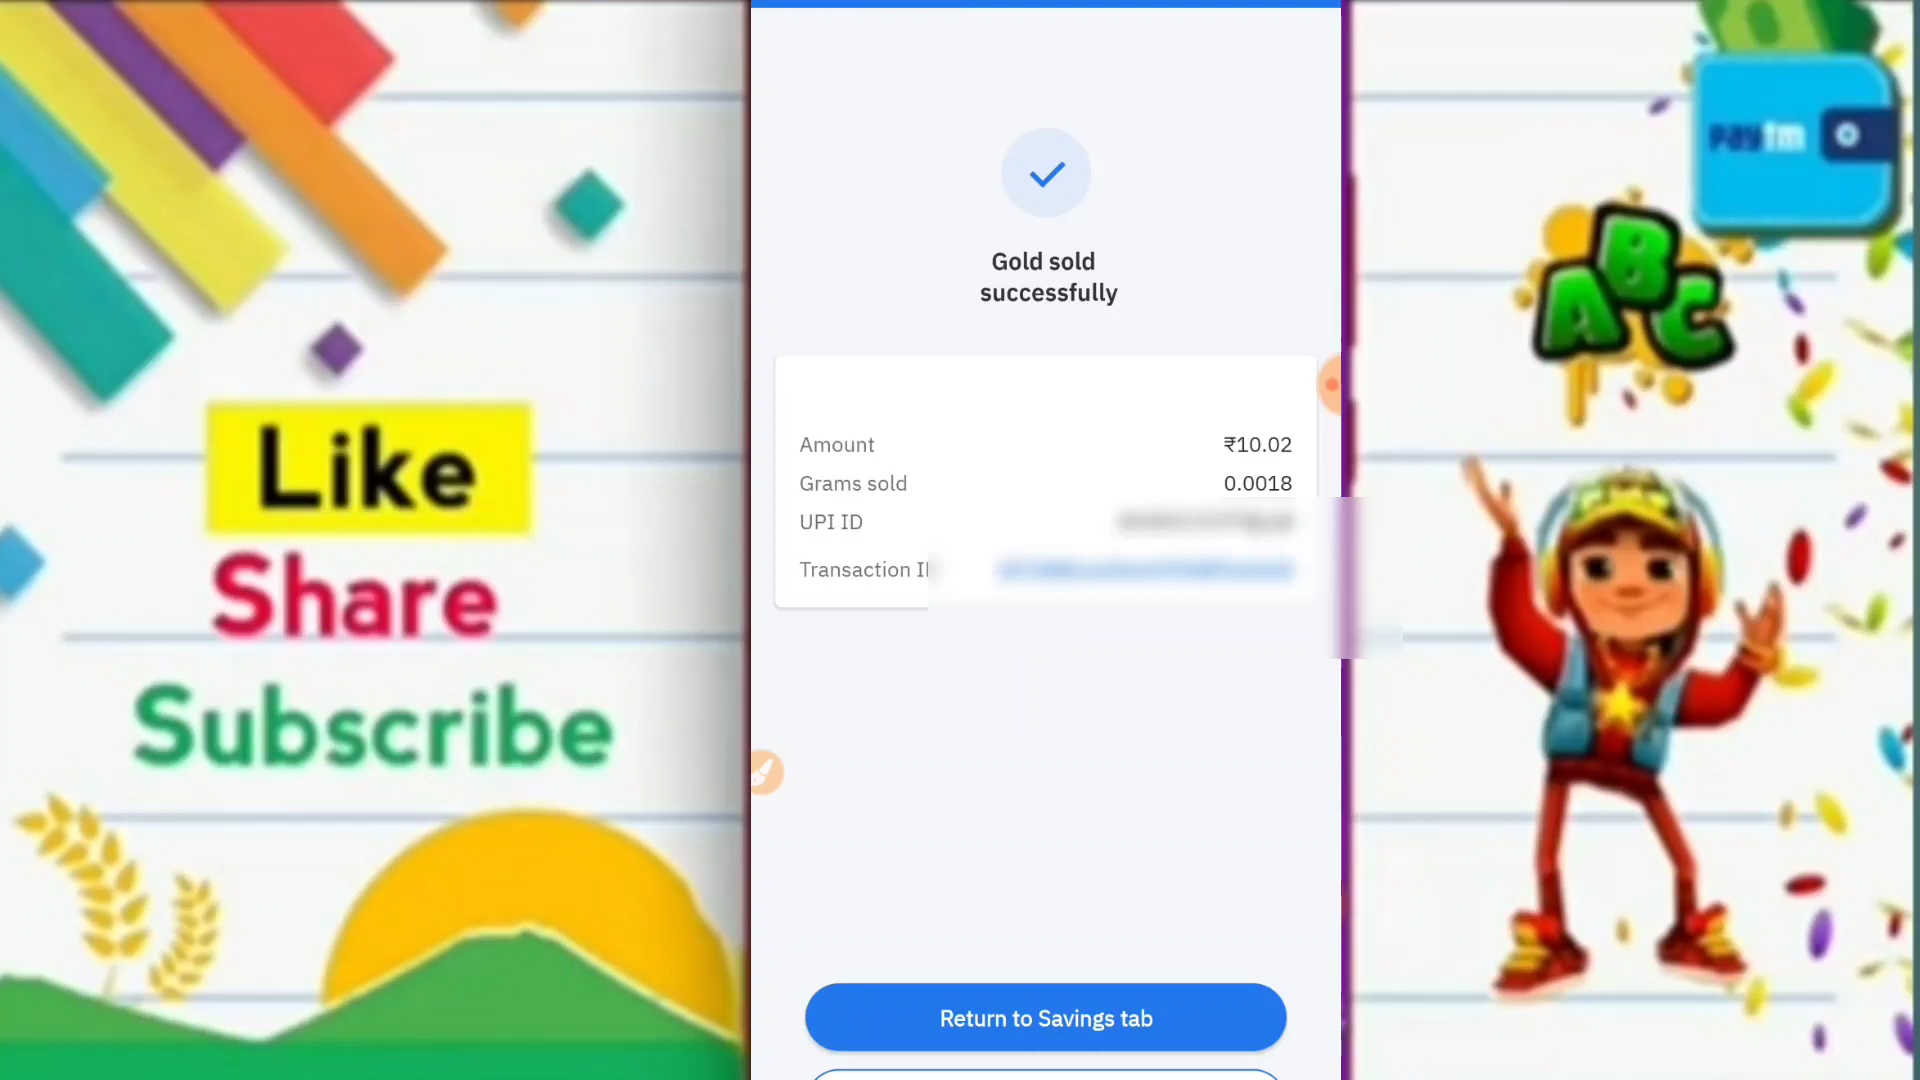 Like
Share
Subscribe
Gold sold
successfully
Amount ₹10.02
Grams sold 0.0018
UPI ID
Transaction
Return to Savings tab
paytm
ABC